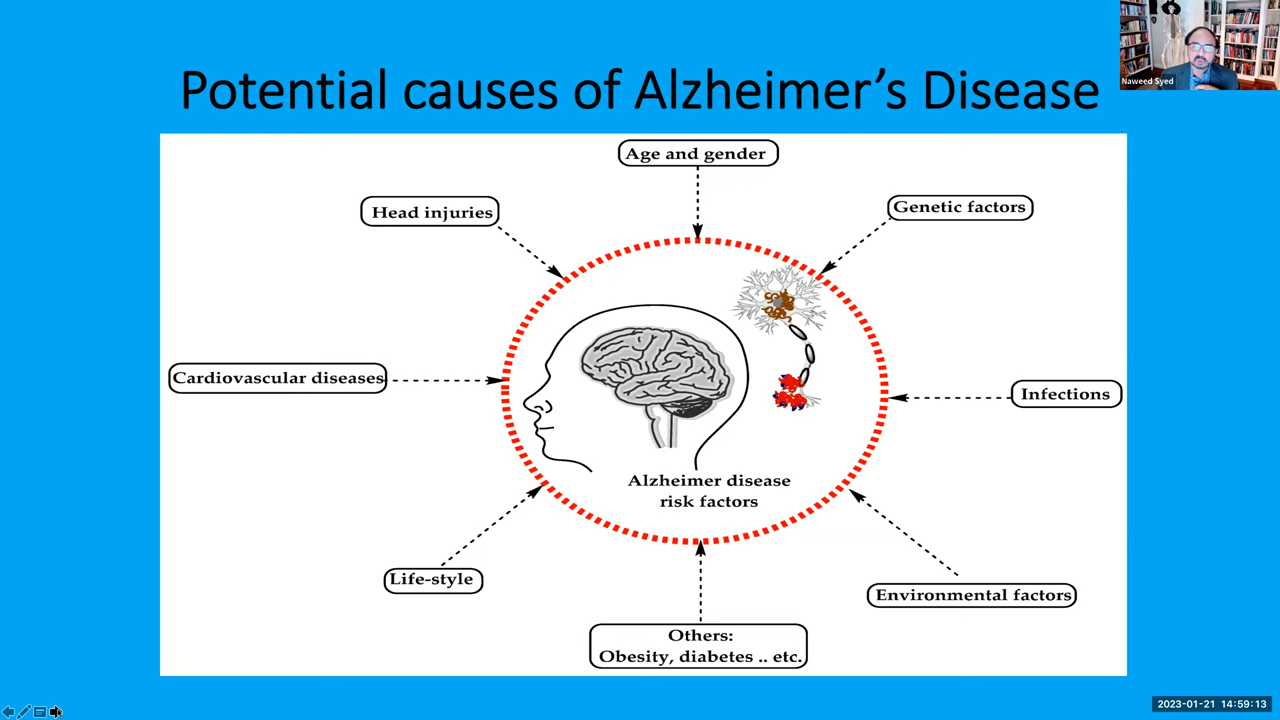 Potential causes of Alzheimer's Disease
Naweed Syed
Age and gender
Head injuries
Genetic factors
Cardiovascular diseases
Infections
Alzheimer disease
risk factors
Life-style
Environmental factors
Others:
Obesity, diabetes .. etc.
2023-01-21 14:59:13